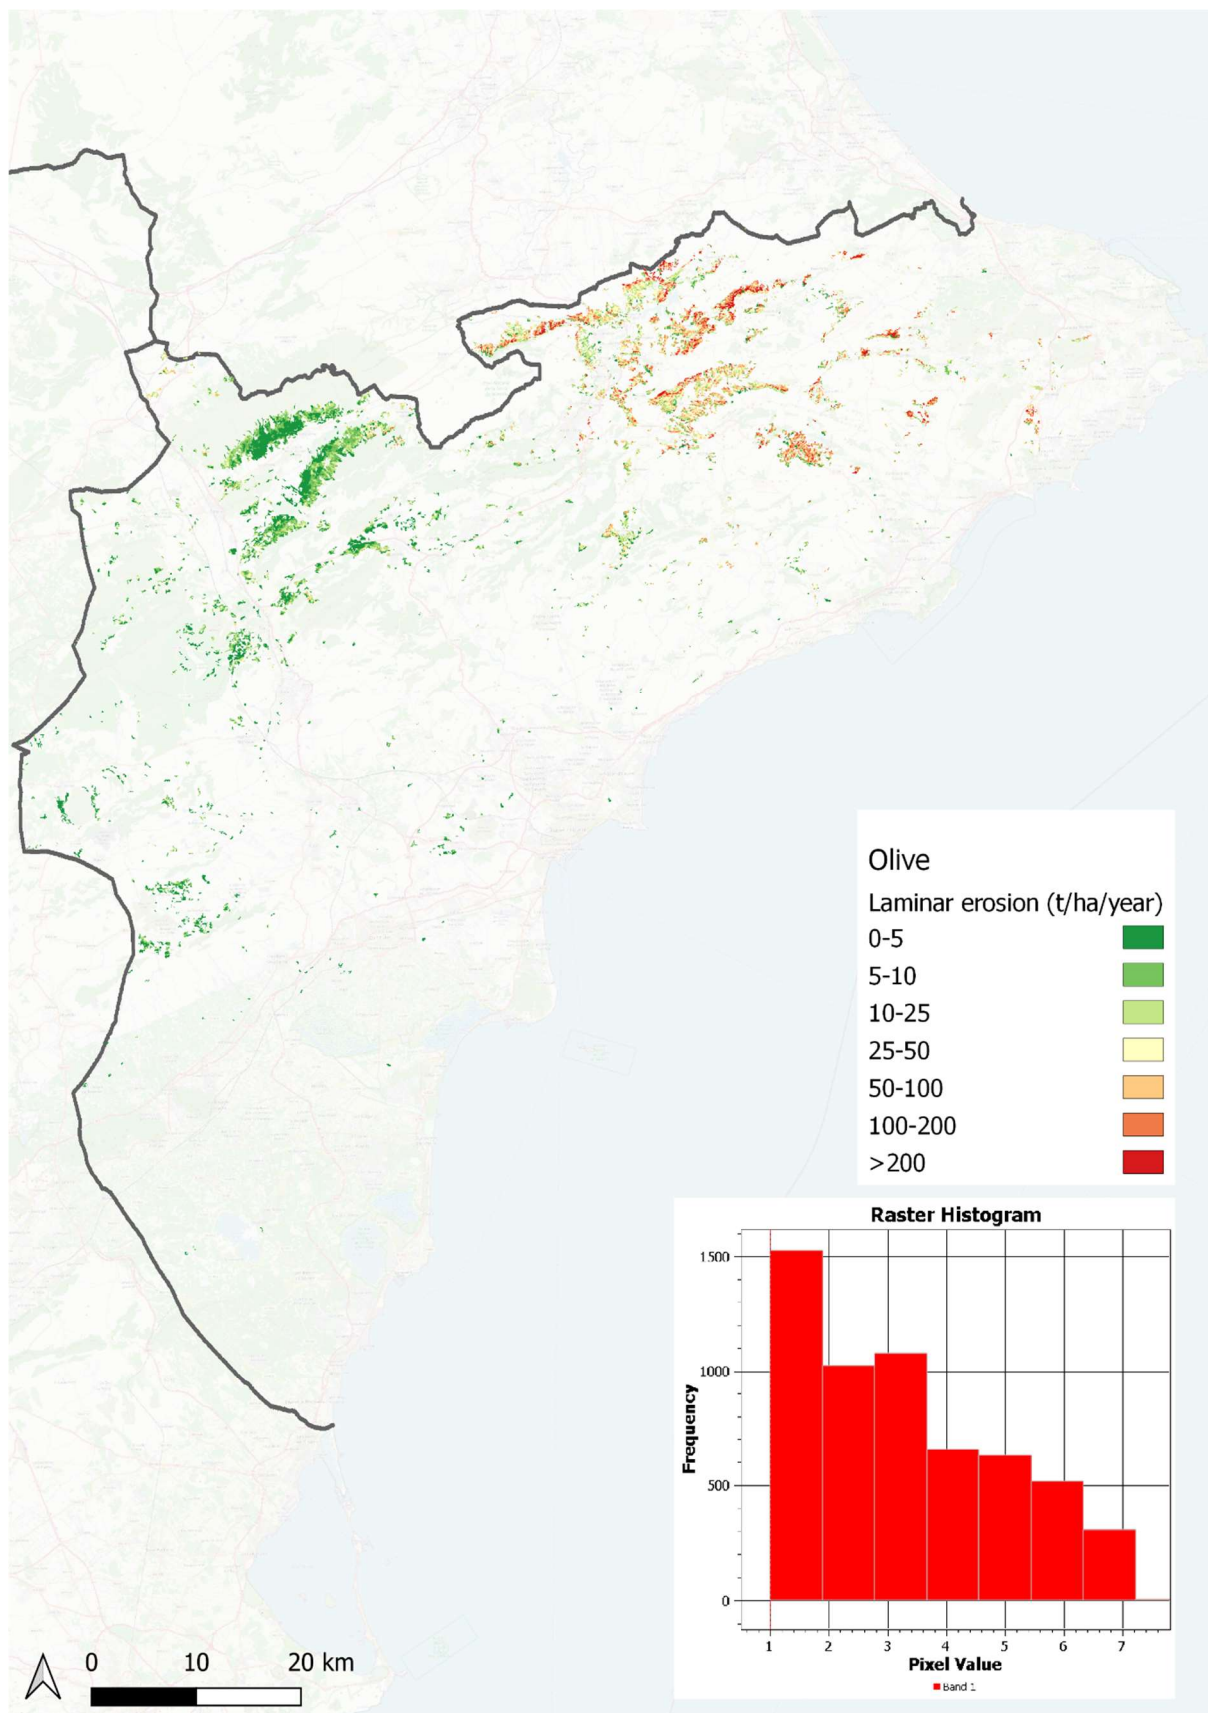 Olive
Laminar erosion (t/ha/year)
0-5
5-10
10-25
25-50
50-100
100-200
>200
Raster Histogram
1500
1000
500
0
Frequency
1 2 3 4 5 6 7
Pixel Value
Band 1
0 10 20 km